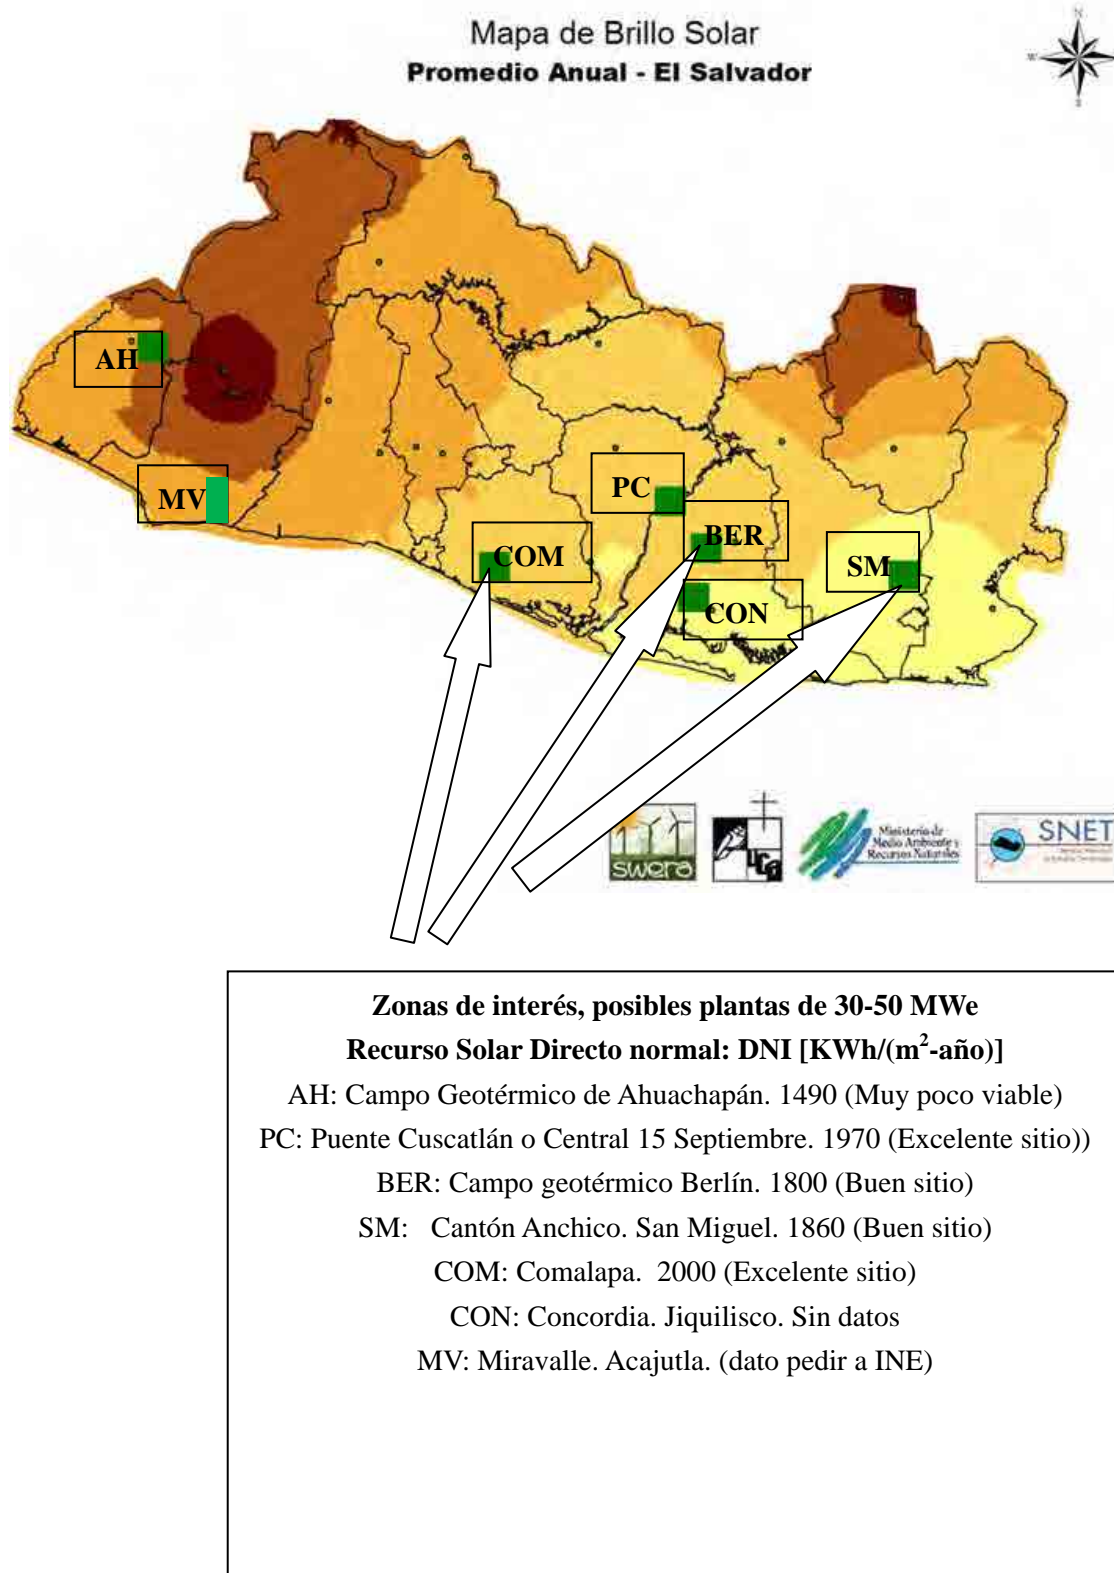 Mapa de Brillo Solar
Promedio Anual - El Salvador
N
W
S
AH
MV
PC
BER
COM
SM
CON
swera
UCA
Ministerio de
Medio Ambiente y
Recursos Naturales
SNET
Zonas de interés, posibles plantas de 30-50 MWe
Recurso Solar Directo normal: DNI [KWh/(m²-año)]
AH: Campo Geotérmico de Ahuachapán. 1490 (Muy poco viable)
PC: Puente Cuscatlán o Central 15 Septiembre. 1970 (Excelente sitio))
BER: Campo geotérmico Berlín. 1800 (Buen sitio)
SM: Cantón Anchico. San Miguel. 1860 (Buen sitio)
COM: Comalapa. 2000 (Excelente sitio)
CON: Concordia. Jiquilisco. Sin datos
MV: Miravalle. Acajutla. (dato pedir a INE)